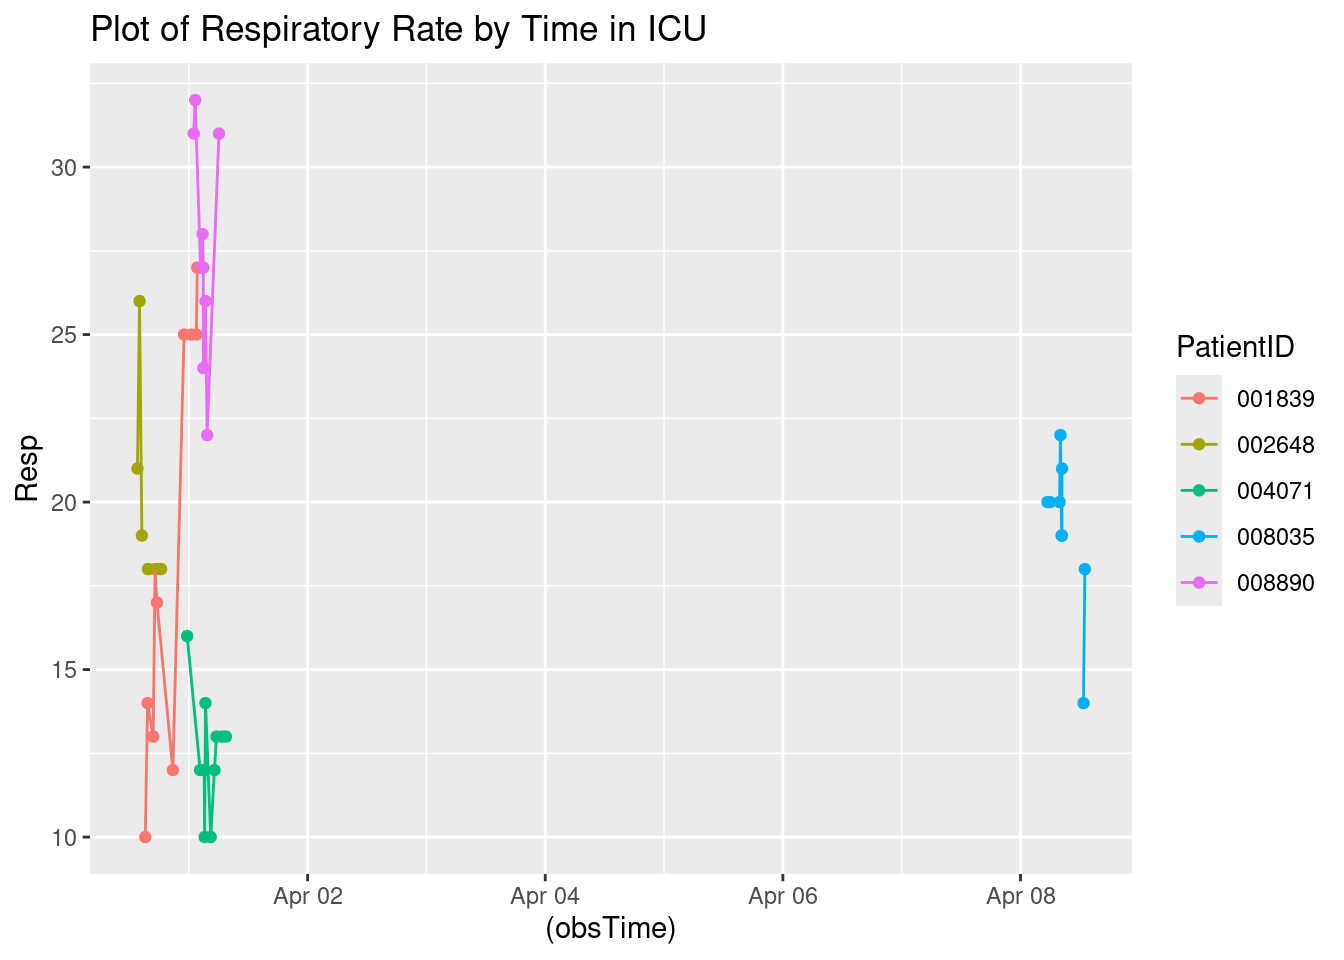 Plot of Respiratory Rate by Time in ICU
30
25
20
15
10
Resp
Apr 02 Apr 04 Apr 06 Apr 08
(obsTime)
PatientID
001839
002648
004071
008035
008890